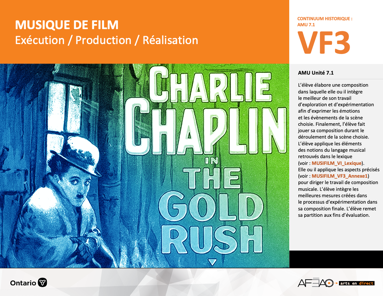 MUSIQUE DE FILM
Exécution / Production / Réalisation
CONTINUUM HISTORIQUE :
AMU 7.1
VF3
CHARLIE
CHAPLIN
IN
THE
GOLD
RUSH
AMU Unité 7.1
L'élève élabore une composition
dans laquelle elle ou il intègre
le meilleur de son travail
d'exploration et d'expérimentation
afin d'exprimer les émotions
et les évènements de la scène
choisie. Finalement, l'élève fait
jouer sa composition durant le
déroulement de la scène choisie.
L'élève applique les éléments
des notions du langage musical
retrouvés dans le lexique
(voir : MUSIFILM_VI_Lexique).
Elle ou il applique les aspects précisés
(voir : MUSIFILM_VF3_Annexe1)
pour diriger le travail de composition
musicale. L'élève intègre les
meilleures mesures créées dans
le processus d'expérimentation dans
sa composition finale. L'élève remet
sa partition aux fins d'évaluation.
Ontario
AFEAO
arts en direct